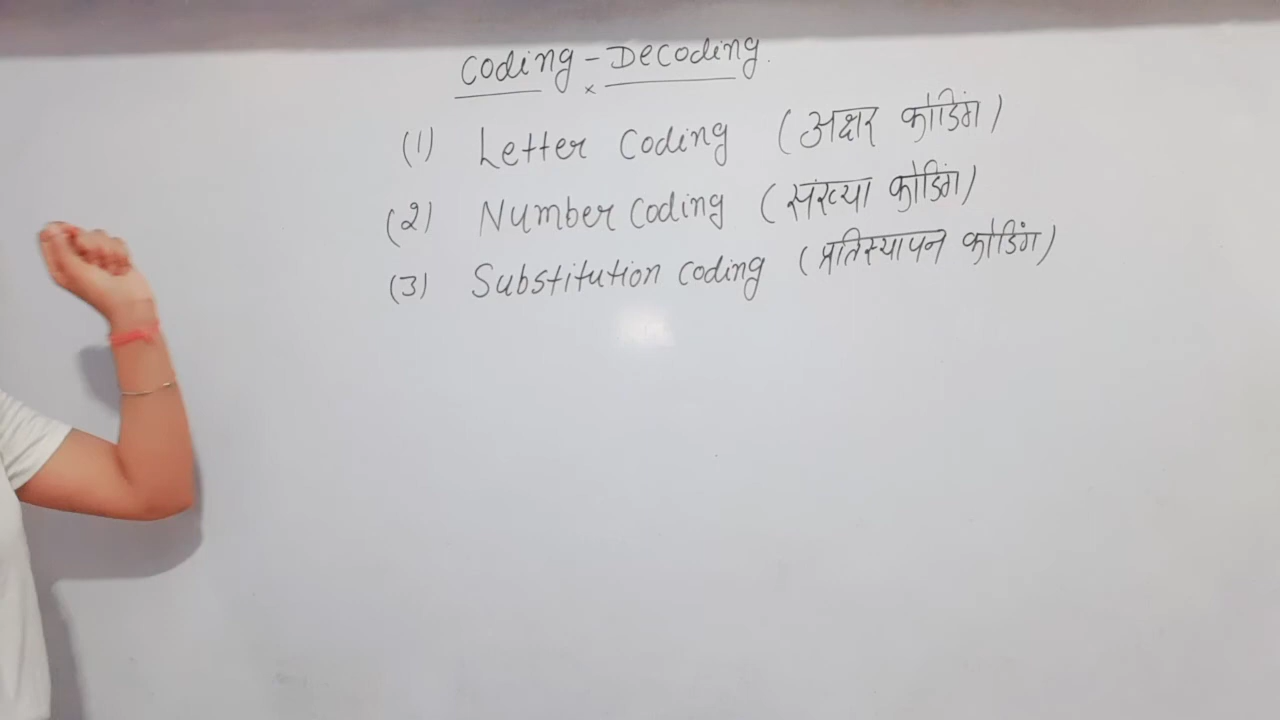 Coding - Decoding.
(1) Letter Coding (अक्षर कोडिंग)
(2) Number Coding (संख्या कोडिंग)
(3) Substitution Coding (प्रतिस्थापन कोडिंग)